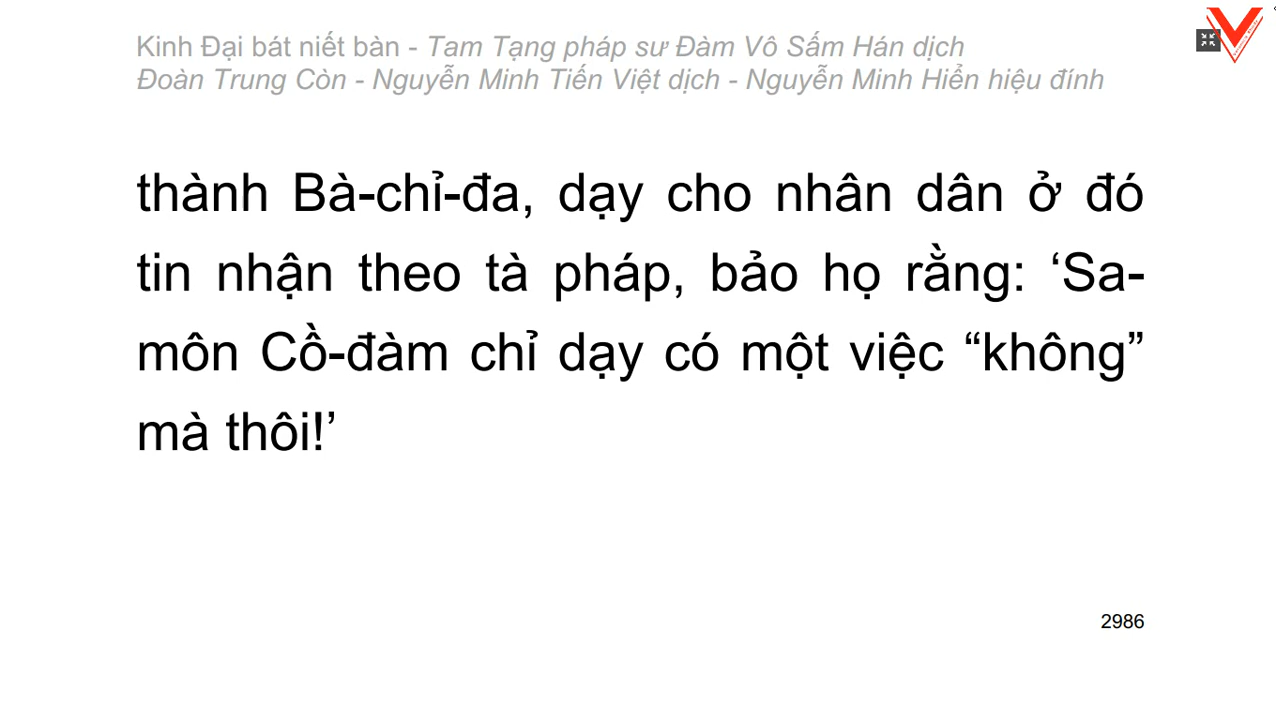 Kinh Đại bát niết bàn - Tam Tạng pháp sư Đàm Vô Sấm Hán dịch
Đoàn Trung Còn - Nguyễn Minh Tiến Việt dịch - Nguyễn Minh Hiển hiệu đính
thành Bà-chỉ-đa, dạy cho nhân dân ở đó
tin nhận theo tà pháp, bảo họ rằng: ‘Sa-
môn Cồ-đàm chỉ dạy có một việc “không”
mà thôi!’
2986